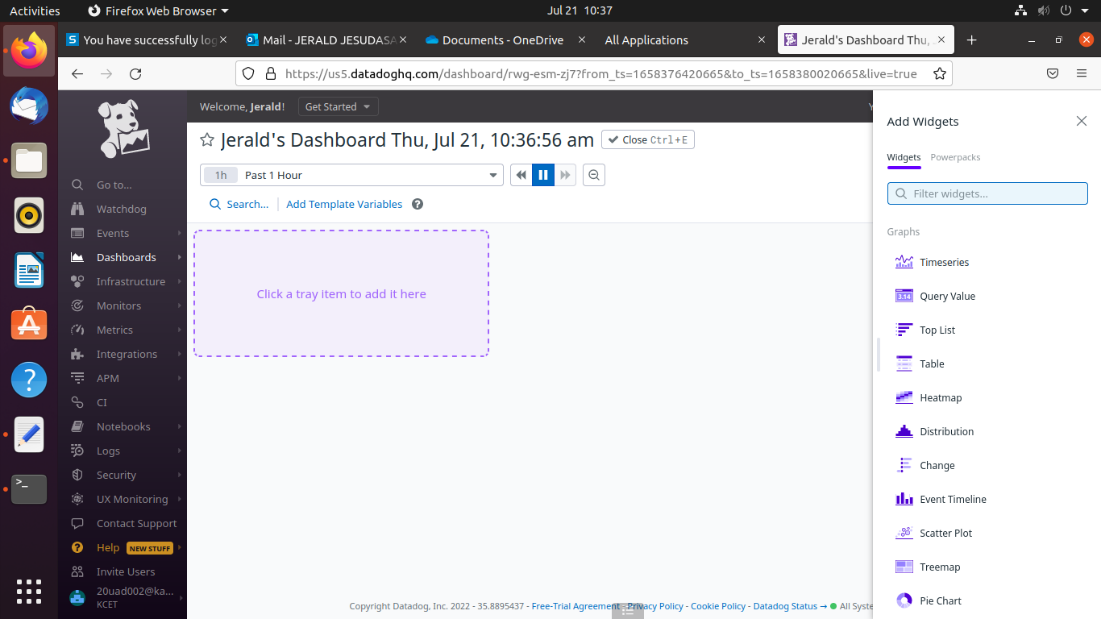 Activities
Firefox Web Browser
Jul 21 10:37
You have successfully log
Mail - JERALD JESUDASA
Documents - OneDrive
All Applications
Jerald's Dashboard Thu,
https://us5.datadoghq.com/dashboard/rwg-esm-zj7?from_ts=1658376420665&to_ts=1658380020665&live=true
Go to...
Watchdog
Events
Dashboards
Infrastructure
Monitors
Metrics
Integrations
APM
CI
Notebooks
Logs
Security
UX Monitoring
Contact Support
Help NEW STUFF
Invite Users
20uad002@ka...
KCET
Welcome, Jerald!
Get Started
Jerald's Dashboard Thu, Jul 21, 10:36:56 am
Close Ctrl+E
1h Past 1 Hour
Search...
Add Template Variables
Click a tray item to add it here
Copyright Datadog, Inc. 2022 - 35.8895437 - Free-Trial Agreement - Privacy Policy - Cookie Policy - Datadog Status → All Syste
Add Widgets
Widgets
Powerpacks
Filter widgets...
Graphs
Timeseries
3.14
Query Value
Top List
Table
Heatmap
Distribution
Change
Event Timeline
Scatter Plot
Treemap
Pie Chart